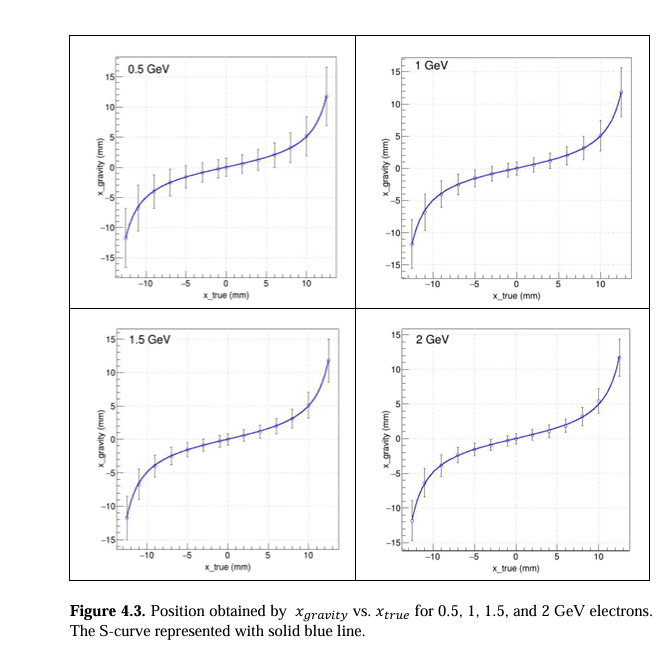 0.5 GeV
15
10
5
0
−5
−10
−15
x_gravity (mm)
−10 −5 0 5 10
x_true (mm)
1 GeV
15
10
5
0
−5
−10
−15
x_gravity (mm)
−10 −5 0 5 10
x_true (mm)
1.5 GeV
15
10
5
0
−5
−10
−15
x_gravity (mm)
−10 −5 0 5 10
x_true (mm)
2 GeV
15
10
5
0
−5
−10
−15
x_gravity (mm)
−10 −5 0 5 10
x_true (mm)
Figure 4.3. Position obtained by x_gravity vs. x_true for 0.5, 1, 1.5, and 2 GeV electrons.
The S-curve represented with solid blue line.